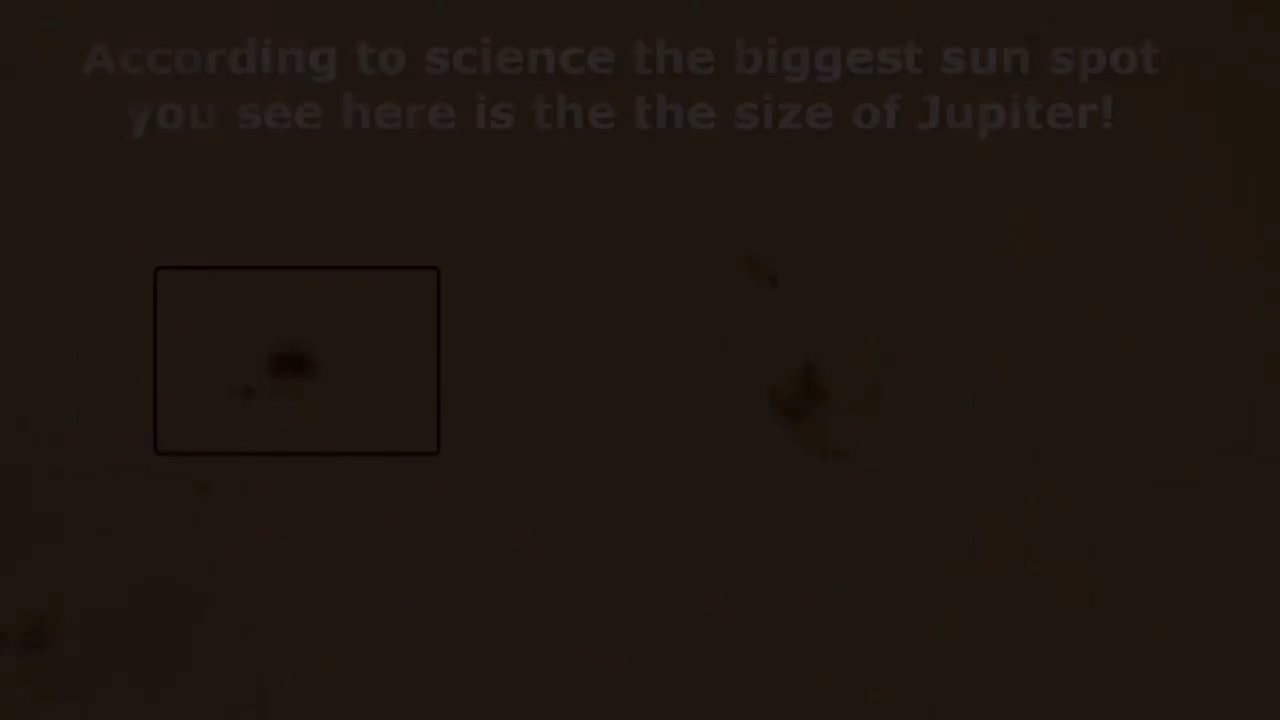 According to science the biggest sun spot
you see here is the the size of Jupiter!